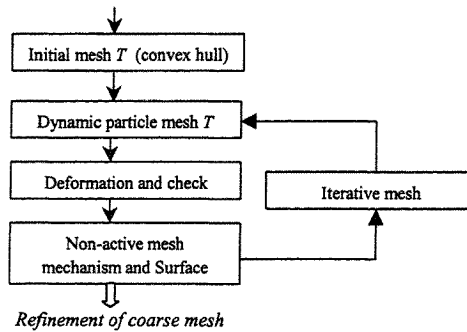 Initial mesh T (convex hull)
Dynamic particle mesh T
Deformation and check
Iterative mesh
Non-active mesh
mechanism and Surface
Refinement of coarse mesh